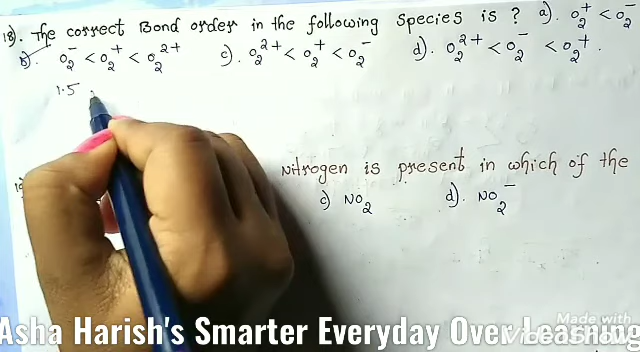 18). The correct Bond order in the following species is ? a). O₂⁺ < O₂⁻
b). O₂⁻ < O₂⁺ < O₂²⁺ c). O₂²⁺ < O₂⁺ < O₂⁻ d). O₂²⁺ < O₂⁻ < O₂⁺.
1.5
Nitrogen is present in which of the
c) NO₂ d). NO₂⁻
Made with
VideoShow
Asha Harish's Smarter Everyday Over Learning